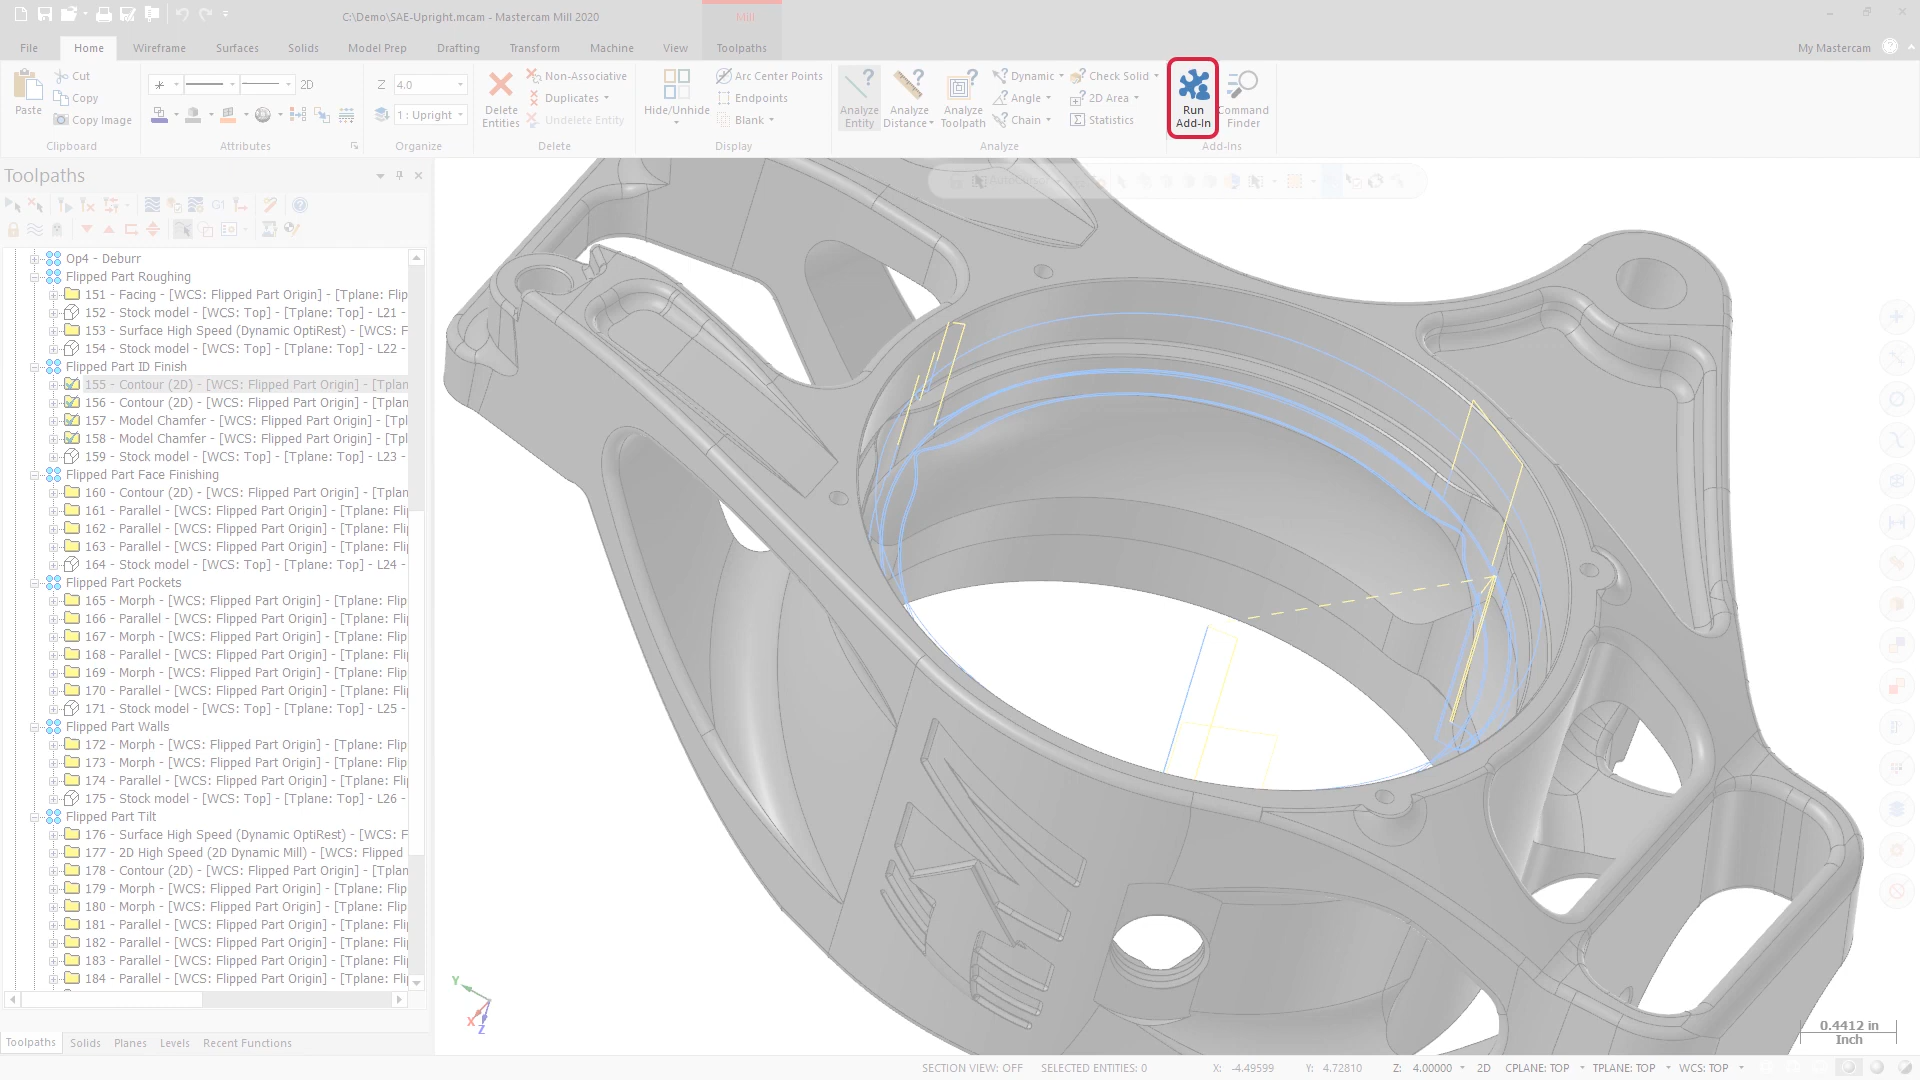 C:\Demo\SAE-Upright.mcam - Mastercam Mill 2020
Mill
File Home Wireframe Surfaces Solids Model Prep Drafting Transform Machine View Toolpaths My Mastercam
Paste
Cut
Copy
Copy Image
Clipboard
2D
Attributes
Z 4.0
1 : Upright
Organize
Delete Entities
Non-Associative
Duplicates
Undelete Entity
Delete
Hide/Unhide
Arc Center Points
Endpoints
Blank
Display
Analyze Entity
Analyze Distance
Analyze Toolpath
Dynamic
Angle
Chain
Check Solid
2D Area
Statistics
Analyze
Run Add-In
Command Finder
Add-Ins
AutoCursor
Toolpaths
G1
Op4 - Deburr
Flipped Part Roughing
151 - Facing - [WCS: Flipped Part Origin] - [Tplane: Flip
152 - Stock model - [WCS: Top] - [Tplane: Top] - L21 -
153 - Surface High Speed (Dynamic OptiRest) - [WCS: F
154 - Stock model - [WCS: Top] - [Tplane: Top] - L22 -
Flipped Part ID Finish
155 - Contour (2D) - [WCS: Flipped Part Origin] - [Tplan
156 - Contour (2D) - [WCS: Flipped Part Origin] - [Tplan
157 - Model Chamfer - [WCS: Flipped Part Origin] - [Tpl
158 - Model Chamfer - [WCS: Flipped Part Origin] - [Tpl
159 - Stock model - [WCS: Top] - [Tplane: Top] - L23 -
Flipped Part Face Finishing
160 - Contour (2D) - [WCS: Flipped Part Origin] - [Tplan
161 - Parallel - [WCS: Flipped Part Origin] - [Tplane: Fli
162 - Parallel - [WCS: Flipped Part Origin] - [Tplane: Fli
163 - Parallel - [WCS: Flipped Part Origin] - [Tplane: Fli
164 - Stock model - [WCS: Top] - [Tplane: Top] - L24 -
Flipped Part Pockets
165 - Morph - [WCS: Flipped Part Origin] - [Tplane: Flip
166 - Parallel - [WCS: Flipped Part Origin] - [Tplane: Fli
167 - Morph - [WCS: Flipped Part Origin] - [Tplane: Flip
168 - Parallel - [WCS: Flipped Part Origin] - [Tplane: Fli
169 - Morph - [WCS: Flipped Part Origin] - [Tplane: Flip
170 - Parallel - [WCS: Flipped Part Origin] - [Tplane: Fli
171 - Stock model - [WCS: Top] - [Tplane: Top] - L25 -
Flipped Part Walls
172 - Morph - [WCS: Flipped Part Origin] - [Tplane: Flip
173 - Morph - [WCS: Flipped Part Origin] - [Tplane: Flip
174 - Parallel - [WCS: Flipped Part Origin] - [Tplane: Fli
175 - Stock model - [WCS: Top] - [Tplane: Top] - L26 -
Flipped Part Tilt
176 - Surface High Speed (Dynamic OptiRest) - [WCS: F
177 - 2D High Speed (2D Dynamic Mill) - [WCS: Flipped
178 - Contour (2D) - [WCS: Flipped Part Origin] - [Tplan
179 - Morph - [WCS: Flipped Part Origin] - [Tplane: Flip
180 - Morph - [WCS: Flipped Part Origin] - [Tplane: Flip
181 - Parallel - [WCS: Flipped Part Origin] - [Tplane: Fli
182 - Parallel - [WCS: Flipped Part Origin] - [Tplane: Fli
183 - Parallel - [WCS: Flipped Part Origin] - [Tplane: Fli
184 - Parallel - [WCS: Flipped Part Origin] - [Tplane: Fli
Toolpaths Solids Planes Levels Recent Functions
Y
X
Z
0.4412 in
Inch
SECTION VIEW: OFF SELECTED ENTITIES: 0 X: -4.49599 Y: 4.72810 Z: 4.00000 2D CPLANE: TOP TPLANE: TOP WCS: TOP